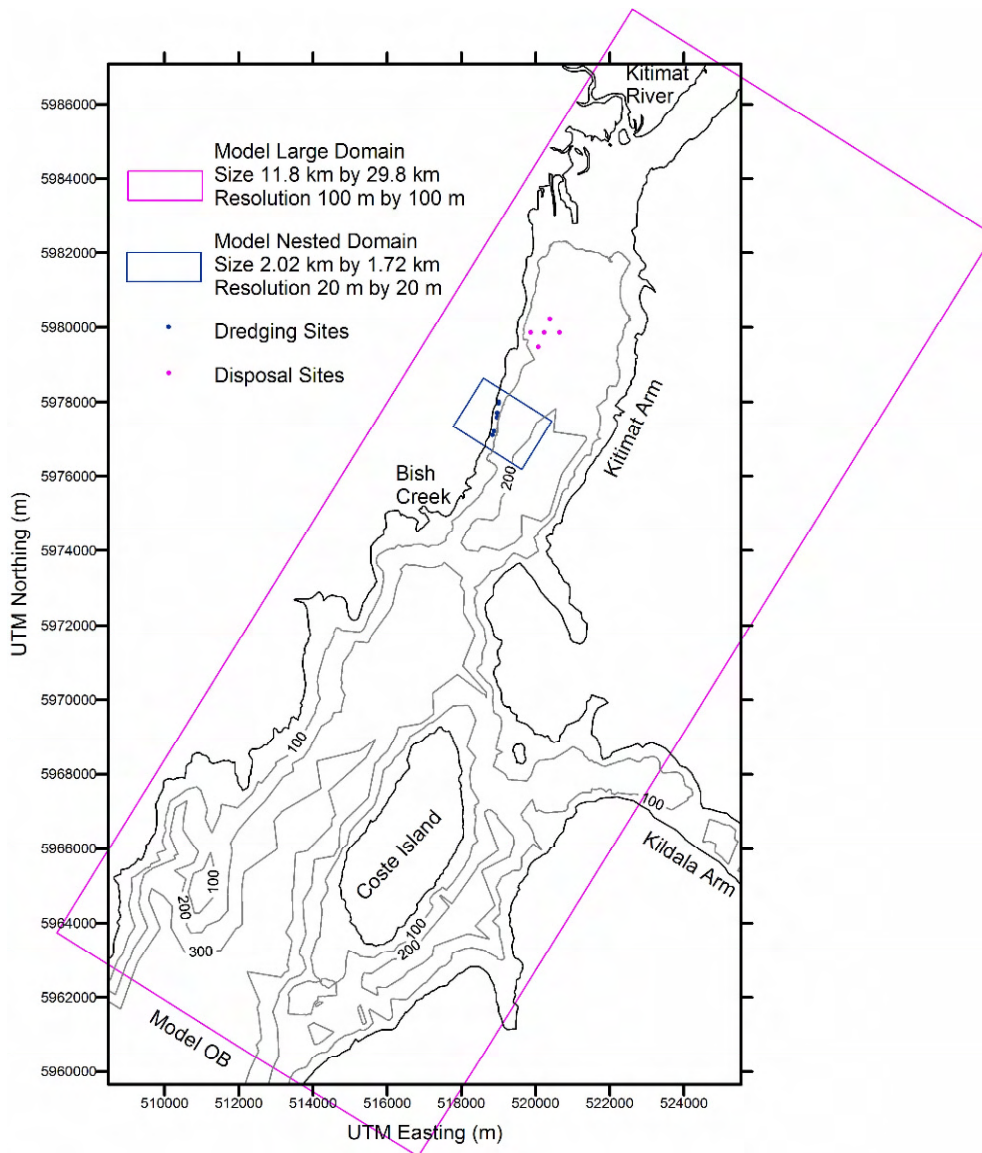 Kitimat
River
5986000
5984000
5982000
5980000
5978000
5976000
5974000
5972000
5970000
5968000
5966000
5964000
5962000
5960000
UTM Northing (m)
Model Large Domain
Size 11.8 km by 29.8 km
Resolution 100 m by 100 m
Model Nested Domain
Size 2.02 km by 1.72 km
Resolution 20 m by 20 m
Dredging Sites
Disposal Sites
Kitimat Arm
Bish
Creek
200
100
100
Kildala Arm
Coste Island
100
200
100
200
300
Model OB
510000
512000
514000
516000
518000
520000
522000
524000
UTM Easting (m)